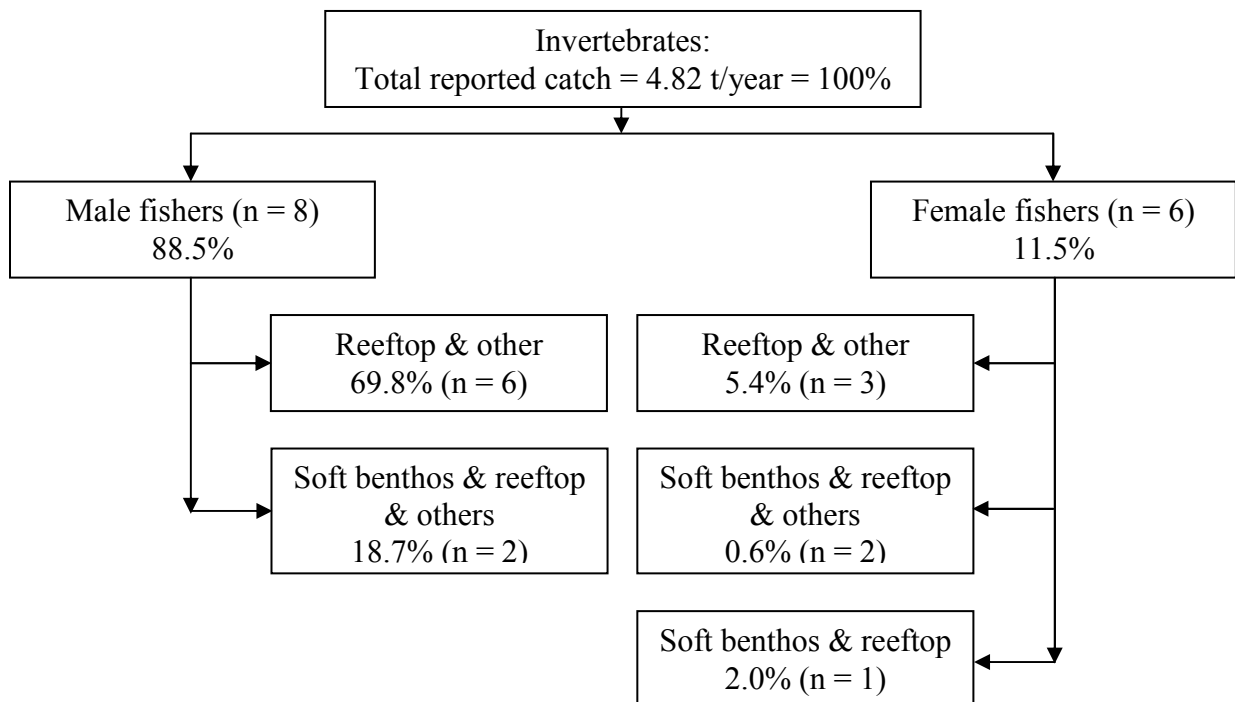 Invertebrates:
Total reported catch = 4.82 t/year = 100%
Male fishers (n = 8)
88.5%
Female fishers (n = 6)
11.5%
Reeftop & other
69.8% (n = 6)
Reeftop & other
5.4% (n = 3)
Soft benthos & reeftop
& others
18.7% (n = 2)
Soft benthos & reeftop
& others
0.6% (n = 2)
Soft benthos & reeftop
2.0% (n = 1)